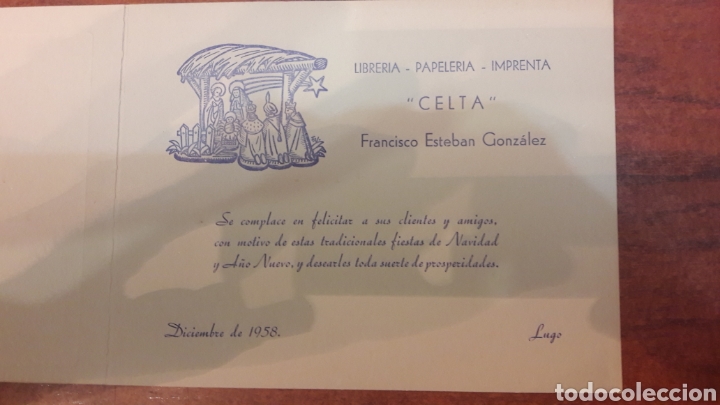 LIBRERIA - PAPELERIA - IMPRENTA
"CELTA"
Francisco Esteban González
Se complace en felicitar a sus clientes y amigos,
con motivo de estas tradicionales fiestas de Navidad
y Año Nuevo, y desearles toda suerte de prosperidades.
Diciembre de 1958.
Lugo
todocoleccion